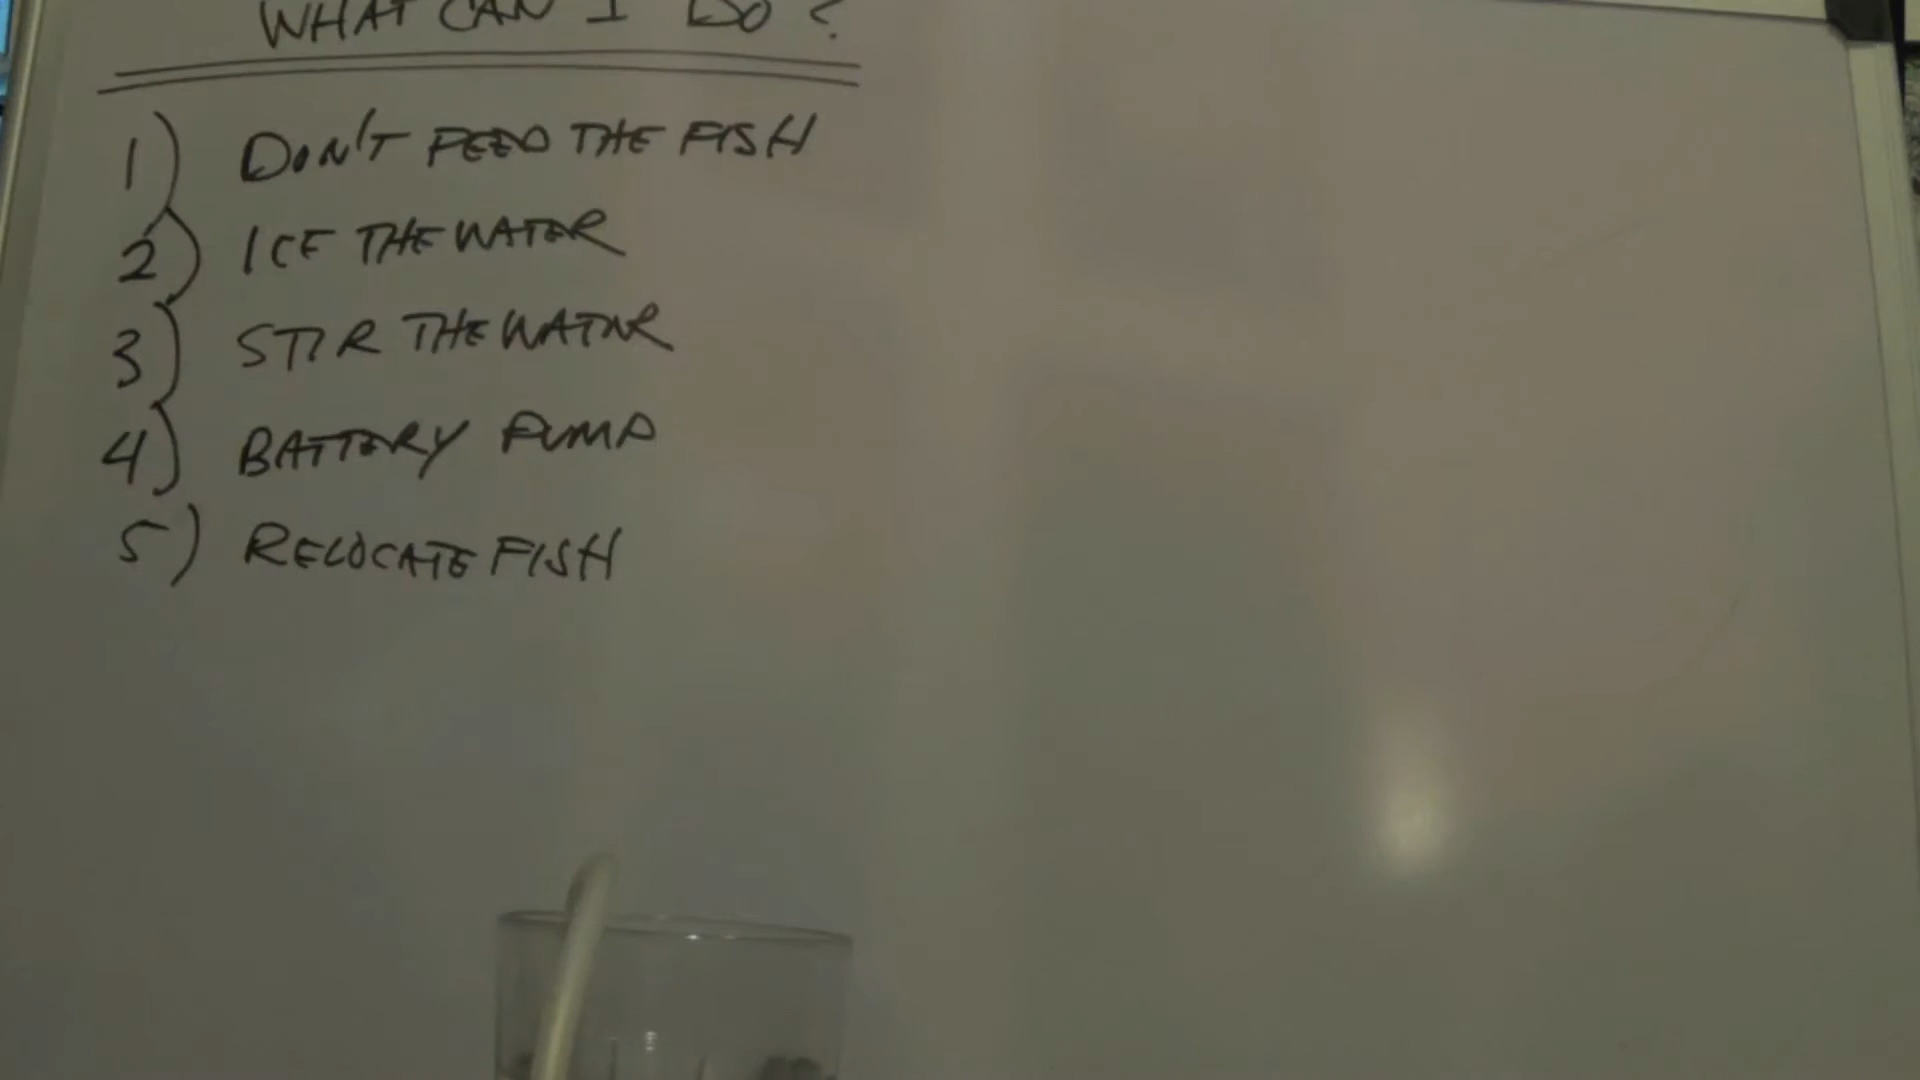 WHAT CAN I DO?
1) DON'T FEED THE FISH
2) ICE THE WATER
3) STIR THE WATER
4) BATTERY PUMP
5) RELOCATE FISH